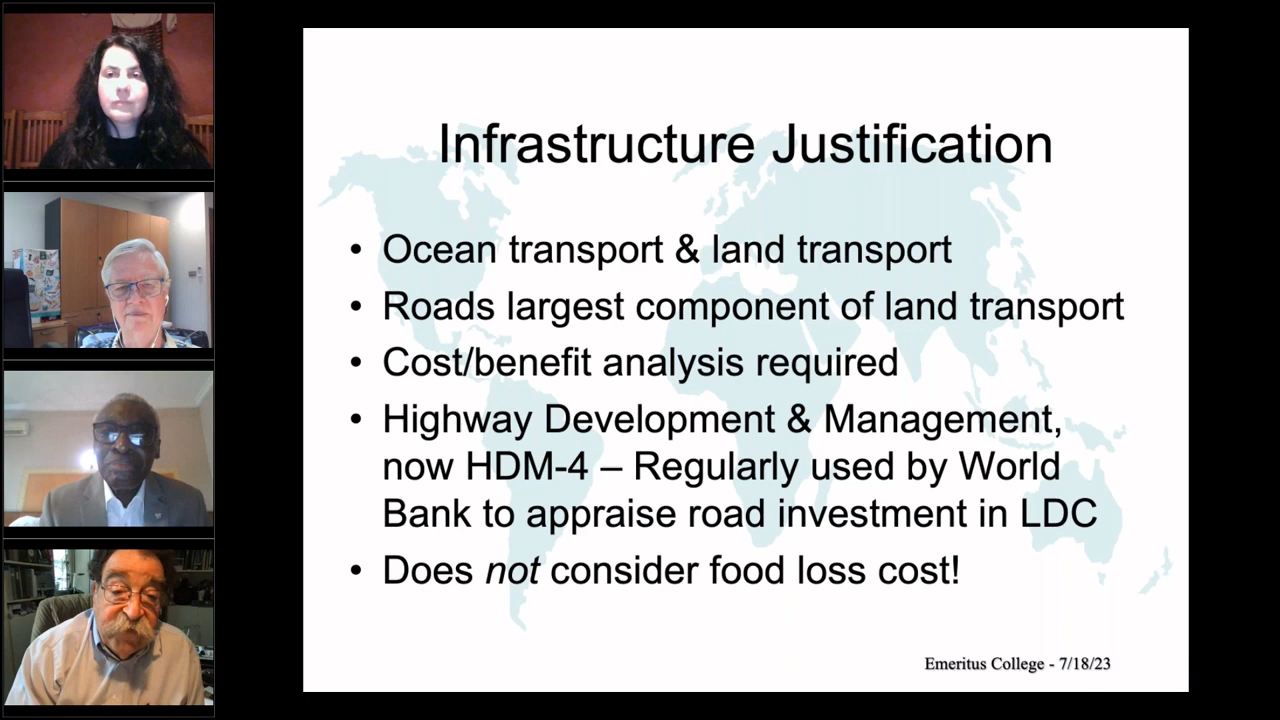 Infrastructure Justification
• Ocean transport & land transport
• Roads largest component of land transport
• Cost/benefit analysis required
• Highway Development & Management,
now HDM-4 – Regularly used by World
Bank to appraise road investment in LDC
• Does not consider food loss cost!
Emeritus College - 7/18/23